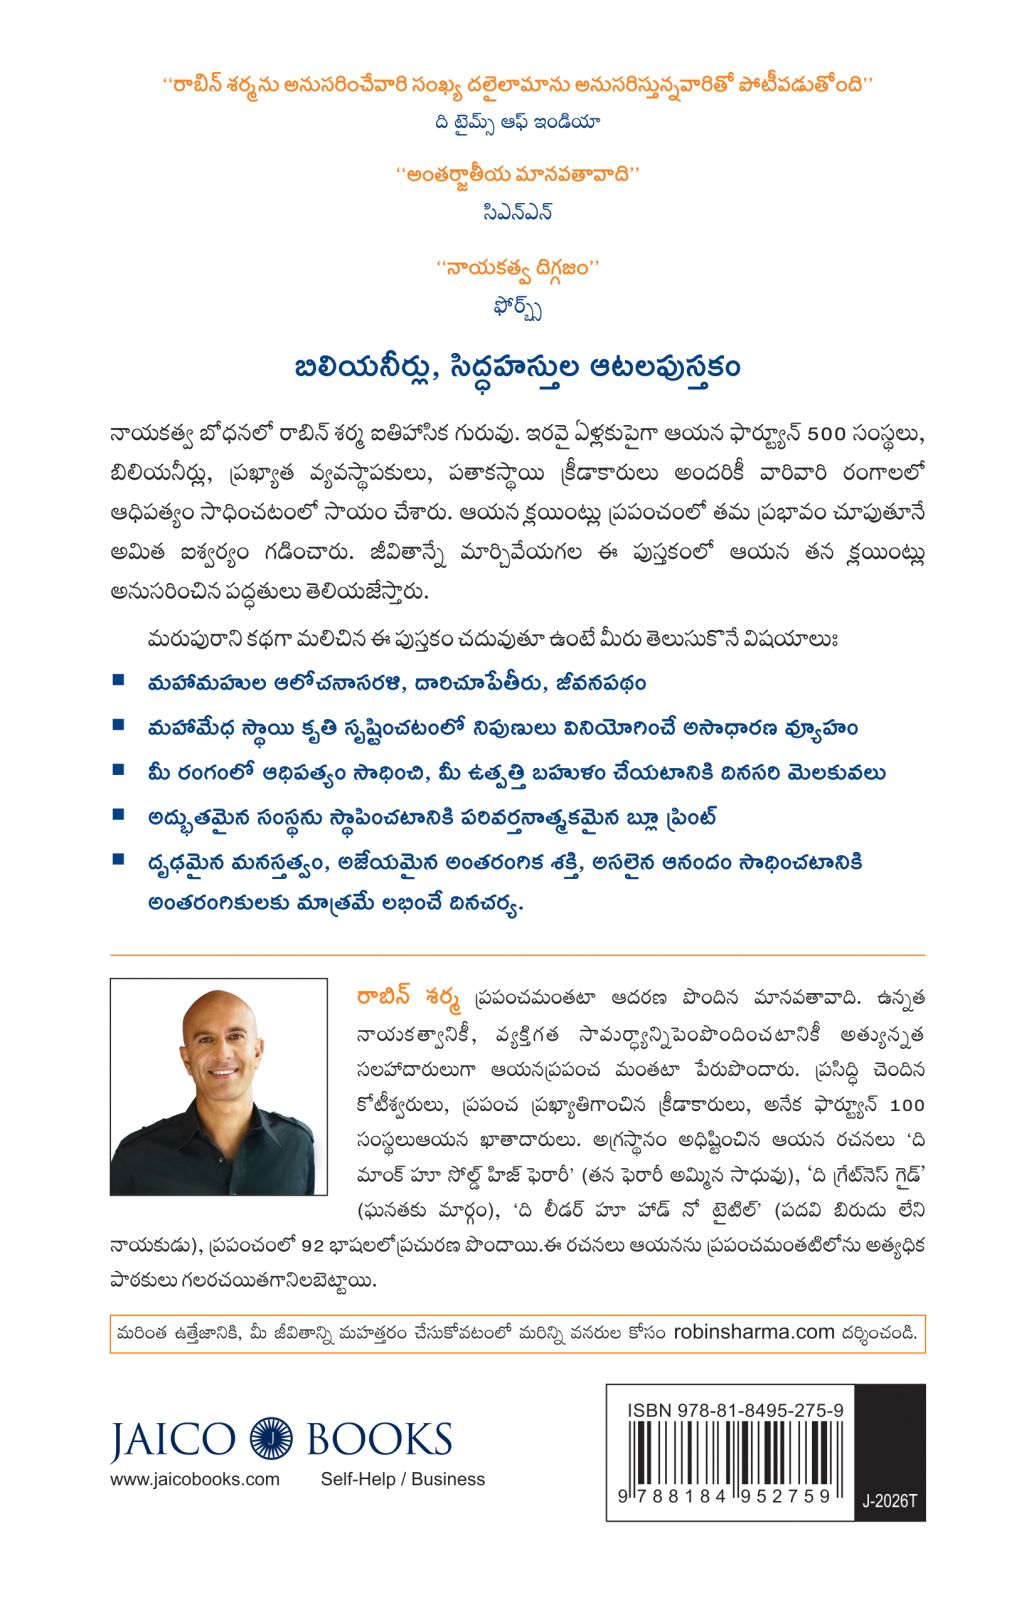 ‘‘రాబిన్ శర్మను అనుసరించేవారి సంఖ్య దలైలామాను అనుసరిస్తున్నవారితో పోటీపడుతోంది’’
ది టైమ్స్ ఆఫ్ ఇండియా
‘‘అంతర్జాతీయ మానవతావాది’’
సిఎన్ఎన్
‘‘నాయకత్వ దిగ్గజం’’
ఫోర్బ్స్
బిలియనీర్లు, సిద్ధహస్తుల ఆటలపుస్తకం
నాయకత్వ బోధనలో రాబిన్ శర్మ ఐతిహాసిక గురువు. ఇరవై ఏళ్లకుపైగా ఆయన ఫార్ట్యూన్ 500 సంస్థలు,
బిలియనీర్లు, ప్రఖ్యాత వ్యవస్థాపకులు, పతాకస్థాయి క్రీడాకారులు అందరికీ వారివారి రంగాలలో
ఆధిపత్యం సాధించటంలో సాయం చేశారు. ఆయన క్లయింట్లు ప్రపంచంలో తమ ప్రభావం చూపుతూనే
అమిత ఐశ్వర్యం గడించారు. జీవితాన్నే మార్చివేయగల ఈ పుస్తకంలో ఆయన తన క్లయింట్లు
అనుసరించిన పద్ధతులు తెలియజేస్తారు.
మరుపురాని కథగా మలిచిన ఈ పుస్తకం చదువుతూ ఉంటే మీరు తెలుసుకొనే విషయాలుః
■ మహామహుల ఆలోచనాసరళి, దారిచూపేతీరు, జీవనపథం
■ మహామేధ స్థాయి కృతి సృష్టించటంలో నిపుణులు వినియోగించే అసాధారణ వ్యూహం
■ మీ రంగంలో ఆధిపత్యం సాధించి, మీ ఉత్పత్తి బహుళం చేయటానికి దినసరి మెలకువలు
■ అద్భుతమైన సంస్థను స్థాపించటానికి పరివర్తనాత్మకమైన బ్లూ ప్రింట్
■ దృఢమైన మనస్తత్వం, అజేయమైన అంతరంగిక శక్తి, అసలైన ఆనందం సాధించటానికి
అంతరంగికులకు మాత్రమే లభించే దినచర్య.
రాబిన్ శర్మ ప్రపంచమంతటా ఆదరణ పొందిన మానవతావాది. ఉన్నత
నాయకత్వానికీ, వ్యక్తిగత సామర్థ్యాన్నిపెంపొందించటానికీ అత్యున్నత
సలహాదారులుగా ఆయనప్రపంచ మంతటా పేరుపొందారు. ప్రసిద్ధి చెందిన
కోటీశ్వరులు, ప్రపంచ ప్రఖ్యాతిగాంచిన క్రీడాకారులు, అనేక ఫార్ట్యూన్ 100
సంస్థలుఆయన ఖాతాదారులు. అగ్రస్థానం అధిష్టించిన ఆయన రచనలు ‘ది
మాంక్ హూ సోల్డ్ హిజ్ ఫెరారీ’ (తన ఫెరారీ అమ్మిన సాధువు), ‘ది గ్రేట్‌నెస్ గైడ్’
(ఘనతకు మార్గం), ‘ది లీడర్ హూ హాడ్ నో టైటిల్’ (పదవి బిరుదు లేని
నాయకుడు), ప్రపంచంలో 92 భాషలలోప్రచురణ పొందాయి.ఈ రచనలు ఆయనను ప్రపంచమంతటిలోను అత్యధిక
పాఠకులు గలరచయితగానిలబెట్టాయి.
మరింత ఉత్తేజానికి, మీ జీవితాన్ని మహత్తరం చేసుకోవటంలో మరిన్ని వనరుల కోసం robinsharma.com దర్శించండి.
JAICO J BOOKS
www.jaicobooks.com Self-Help / Business
ISBN 978-81-8495-275-9
9 788184 952759
J-2026T